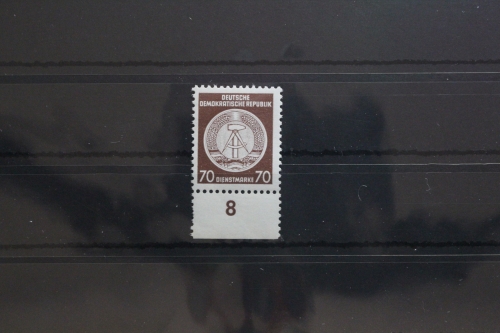 DEUTSCHE
DEMOKRATISCHE REPUBLIK
70 70
DIENSTMARKE
8